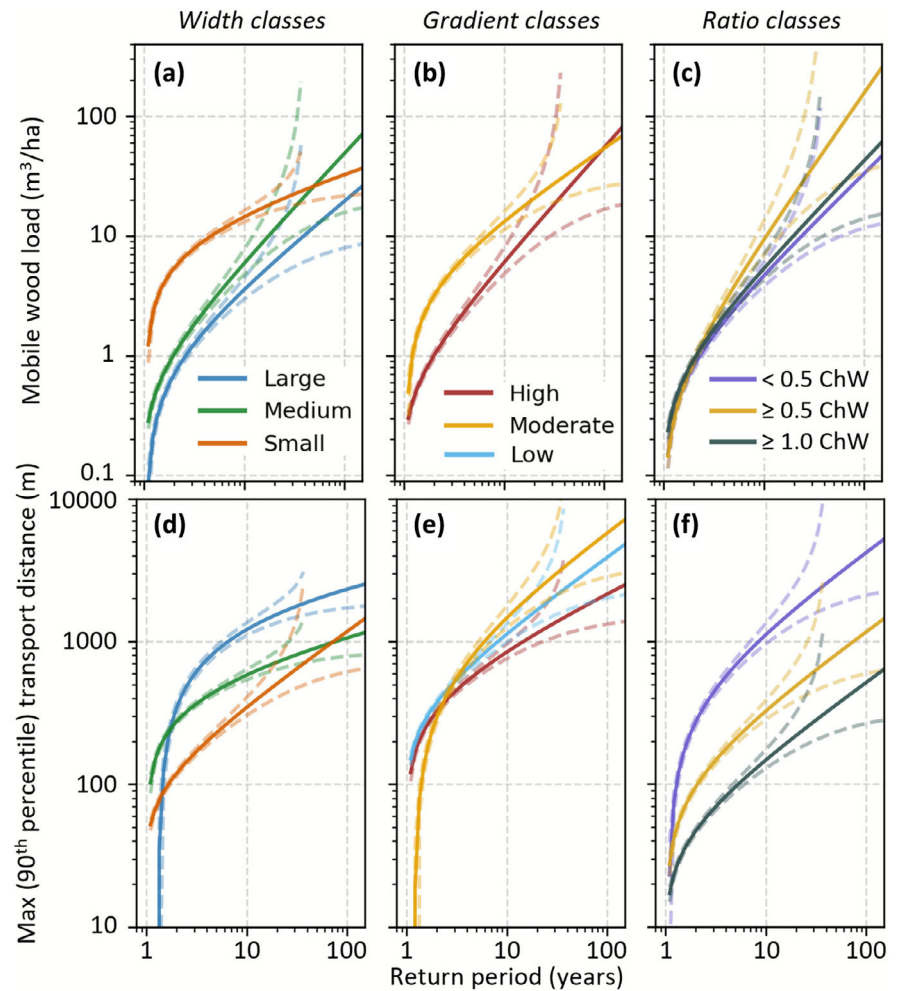 Width classes Gradient classes Ratio classes
(a) (b) (c)
Mobile wood load (m³/ha)
100
10
1
0.1
Large
Medium
Small
High
Moderate
Low
< 0.5 ChW
≥ 0.5 ChW
≥ 1.0 ChW
(d) (e) (f)
Max (90th percentile) transport distance (m)
10000
1000
100
10
1 10 100 1 10 100 1 10 100
Return period (years)